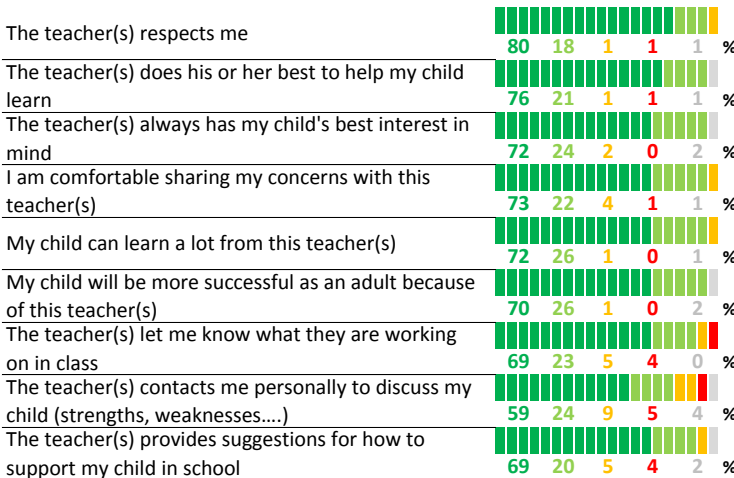 The teacher(s) respects me
80 18 1 1 1 %
The teacher(s) does his or her best to help my child
learn
76 21 1 1 1 %
The teacher(s) always has my child's best interest in
mind
72 24 2 0 2 %
I am comfortable sharing my concerns with this
teacher(s)
73 22 4 1 1 %
My child can learn a lot from this teacher(s)
72 26 1 0 1 %
My child will be more successful as an adult because
of this teacher(s)
70 26 1 0 2 %
The teacher(s) let me know what they are working
on in class
69 23 5 4 0 %
The teacher(s) contacts me personally to discuss my
child (strengths, weaknesses....)
59 24 9 5 4 %
The teacher(s) provides suggestions for how to
support my child in school
69 20 5 4 2 %